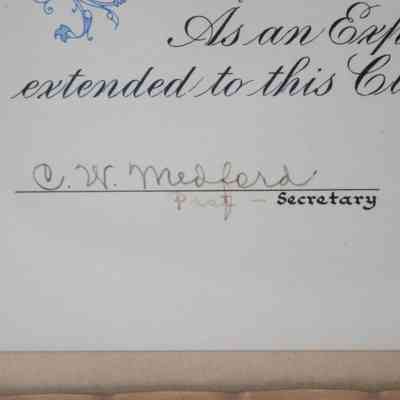 As an Exp
extended to this C
C. W. Medford
Secretary